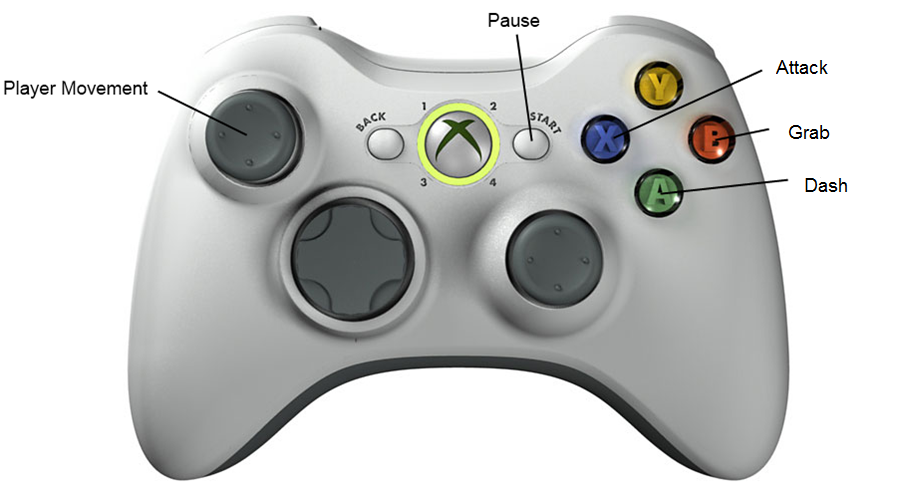 Pause
Attack
Player Movement
1
2
BACK
START
Y
X
B
Grab
3
4
A
Dash